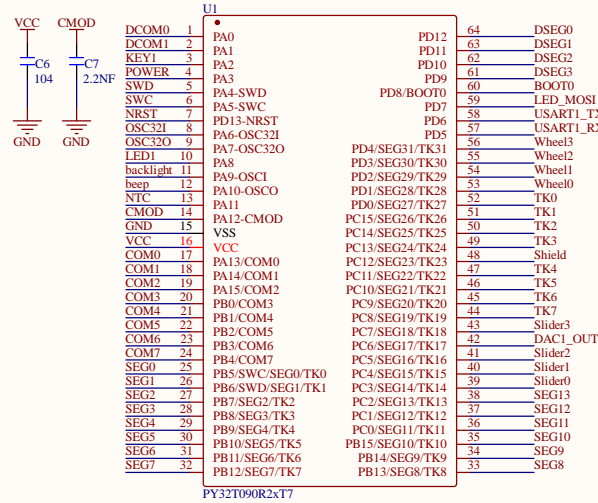 U1
VCC CMOD
C6 C7
104 2.2NF
GND GND
DCOM0 1 PA0 PD12 64 DSEG0
DCOM1 2 PA1 PD11 63 DSEG1
KEY1 3 PA2 PD10 62 DSEG2
POWER 4 PA3 PD9 61 DSEG3
SWD 5 PA4-SWD PD8/BOOT0 60 BOOT0
SWC 6 PA5-SWC PD7 59 LED_MOSI
NRST 7 PD13-NRST PD6 58 USART1_TX
OSC32I 8 PA6-OSC32I PD5 57 USART1_RX
OSC32O 9 PA7-OSC32O PD4/SEG31/TK31 56 Wheel3
LED1 10 PA8 PD3/SEG30/TK30 55 Wheel2
backlight 11 PA9-OSCI PD2/SEG29/TK29 54 Wheel1
beep 12 PA10-OSCO PD1/SEG28/TK28 53 Wheel0
NTC 13 PA11 PD0/SEG27/TK27 52 TK0
CMOD 14 PA12-CMOD PC15/SEG26/TK26 51 TK1
GND 15 VSS PC14/SEG25/TK25 50 TK2
VCC 16 VCC PC13/SEG24/TK24 49 TK3
COM0 17 PA13/COM0 PC12/SEG23/TK23 48 Shield
COM1 18 PA14/COM1 PC11/SEG22/TK22 47 TK4
COM2 19 PA15/COM2 PC10/SEG21/TK21 46 TK5
COM3 20 PB0/COM3 PC9/SEG20/TK20 45 TK6
COM4 21 PB1/COM4 PC8/SEG19/TK19 44 TK7
COM5 22 PB2/COM5 PC7/SEG18/TK18 43 Slider3
COM6 23 PB3/COM6 PC6/SEG17/TK17 42 DAC1_OUT
COM7 24 PB4/COM7 PC5/SEG16/TK16 41 Slider2
SEG0 25 PB5/SWC/SEG0/TK0 PC4/SEG15/TK15 40 Slider1
SEG1 26 PB6/SWD/SEG1/TK1 PC3/SEG14/TK14 39 Slider0
SEG2 27 PB7/SEG2/TK2 PC2/SEG13/TK13 38 SEG13
SEG3 28 PB8/SEG3/TK3 PC1/SEG12/TK12 37 SEG12
SEG4 29 PB9/SEG4/TK4 PC0/SEG11/TK11 36 SEG11
SEG5 30 PB10/SEG5/TK5 PB15/SEG10/TK10 35 SEG10
SEG6 31 PB11/SEG6/TK6 PB14/SEG9/TK9 34 SEG9
SEG7 32 PB12/SEG7/TK7 PB13/SEG8/TK8 33 SEG8
PY32T090R2xT7